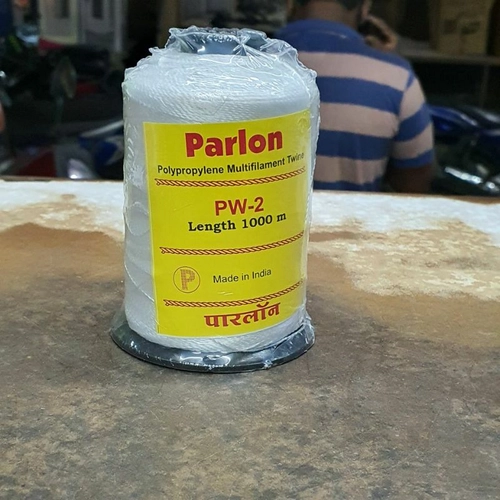 Parlon
Polypropylene Multifilament Twine
PW-2
Length 1000 m
P
Made in India
पारलॉन